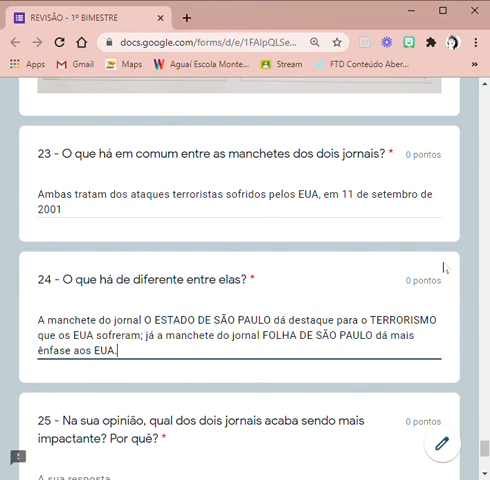 REVISÃO - 1º BIMESTRE
docs.google.com/forms/d/e/1FAIpQLSe...
Apps
Gmail
Maps
Aguaí Escola Monte...
Stream
FTD Conteúdo Aber...
»
23 - O que há em comum entre as manchetes dos dois jornais? *
0 pontos
Ambas tratam dos ataques terroristas sofridos pelos EUA, em 11 de setembro de
2001
24 - O que há de diferente entre elas? *
0 pontos
A manchete do jornal O ESTADO DE SÃO PAULO dá destaque para o TERRORISMO
que os EUA sofreram; já a manchete do jornal FOLHA DE SÃO PAULO dá mais
ênfase aos EUA.
25 - Na sua opinião, qual dos dois jornais acaba sendo mais
impactante? Por quê? *
0 pontos
A sua resposta